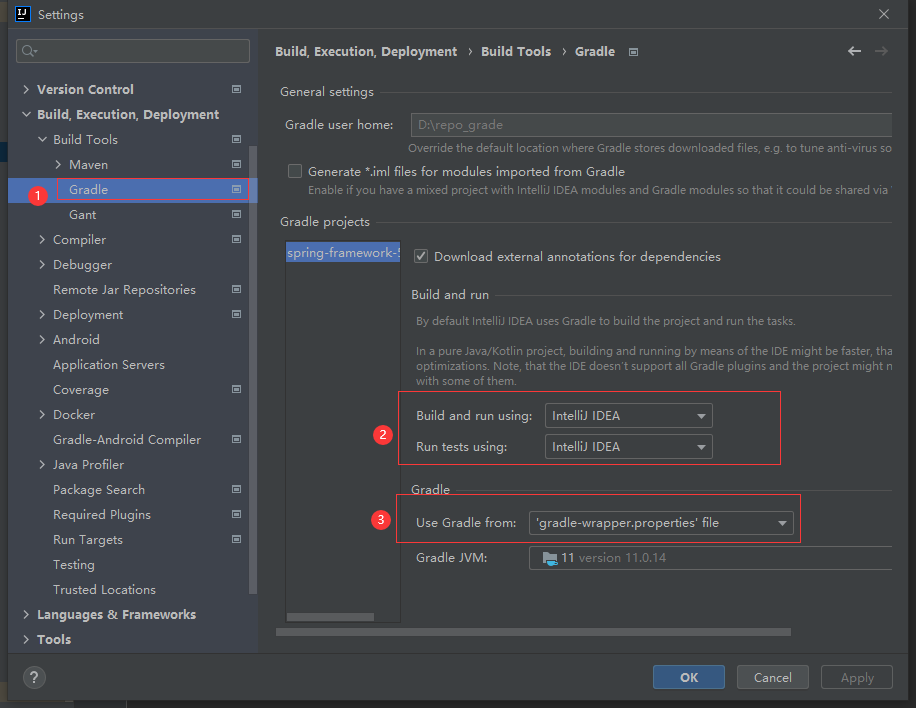 Settings
Build, Execution, Deployment › Build Tools › Gradle
Version Control
Build, Execution, Deployment
Build Tools
Maven
1
Gradle
Gant
Compiler
Debugger
Remote Jar Repositories
Deployment
Android
Application Servers
Coverage
Docker
Gradle-Android Compiler
Java Profiler
Package Search
Required Plugins
Run Targets
Testing
Trusted Locations
Languages & Frameworks
Tools
General settings
Gradle user home: D:\repo_grade
Override the default location where Gradle stores downloaded files, e.g. to tune anti-virus so
Generate *.iml files for modules imported from Gradle
Enable if you have a mixed project with IntelliJ IDEA modules and Gradle modules so that it could be shared via
Gradle projects
spring-framework-5
Download external annotations for dependencies
Build and run
By default IntelliJ IDEA uses Gradle to build the project and run the tasks.
In a pure Java/Kotlin project, building and running by means of the IDE might be faster, tha
optimizations. Note, that the IDE doesn't support all Gradle plugins and the project might n
with some of them.
2
Build and run using: IntelliJ IDEA
Run tests using: IntelliJ IDEA
Gradle
3
Use Gradle from: 'gradle-wrapper.properties' file
Gradle JVM: 11 version 11.0.14
?
OK
Cancel
Apply